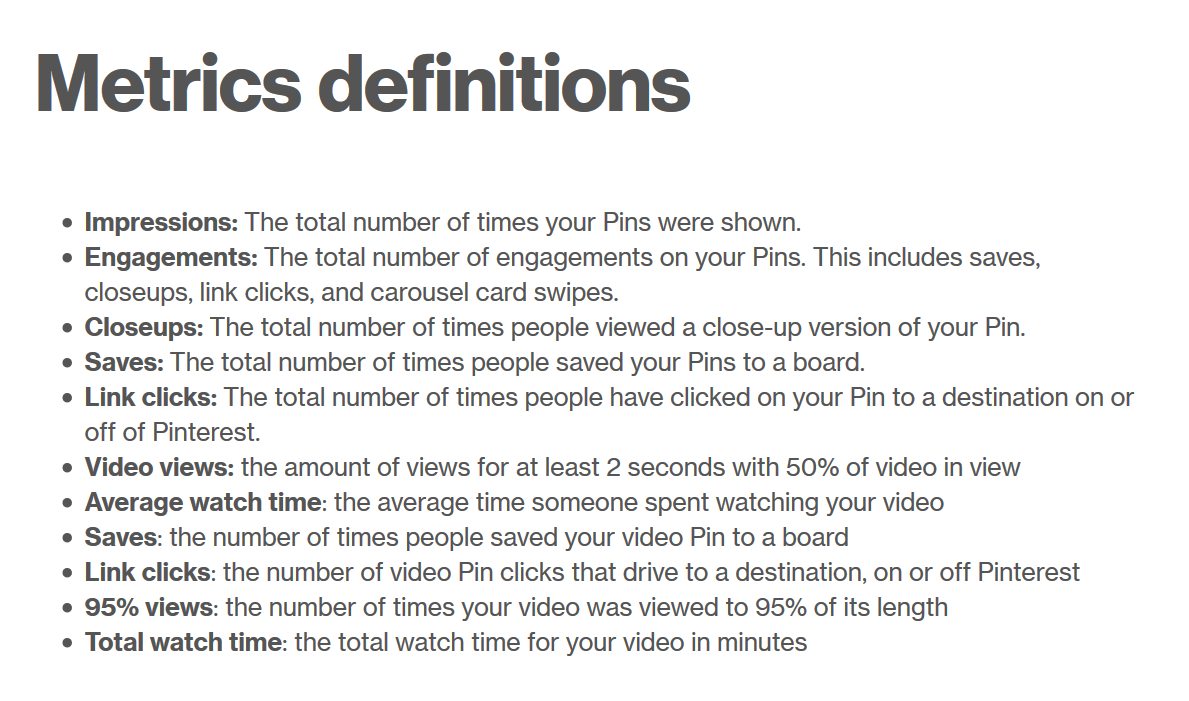 Metrics definitions
• Impressions: The total number of times your Pins were shown.
• Engagements: The total number of engagements on your Pins. This includes saves,
closeups, link clicks, and carousel card swipes.
• Closeups: The total number of times people viewed a close-up version of your Pin.
• Saves: The total number of times people saved your Pins to a board.
• Link clicks: The total number of times people have clicked on your Pin to a destination on or
off of Pinterest.
• Video views: the amount of views for at least 2 seconds with 50% of video in view
• Average watch time: the average time someone spent watching your video
• Saves: the number of times people saved your video Pin to a board
• Link clicks: the number of video Pin clicks that drive to a destination, on or off Pinterest
• 95% views: the number of times your video was viewed to 95% of its length
• Total watch time: the total watch time for your video in minutes